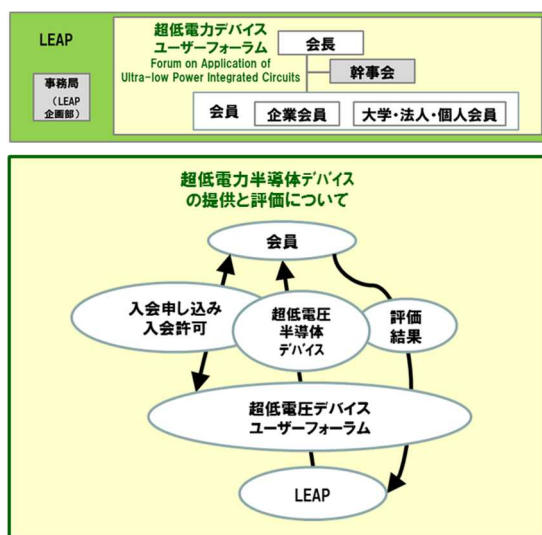 LEAP
事務局
(LEAP
企画部)
超低電力デバイス
ユーザーフォーラム
Forum on Application of
Ultra-low Power Integrated Circuits
会長
幹事会
会員
企業会員
大学・法人・個人会員
超低電力半導体デバイス
の提供と評価について
会員
入会申し込み
入会許可
超低電圧
半導体
デバイス
評価
結果
超低電圧デバイス
ユーザーフォーラム
LEAP